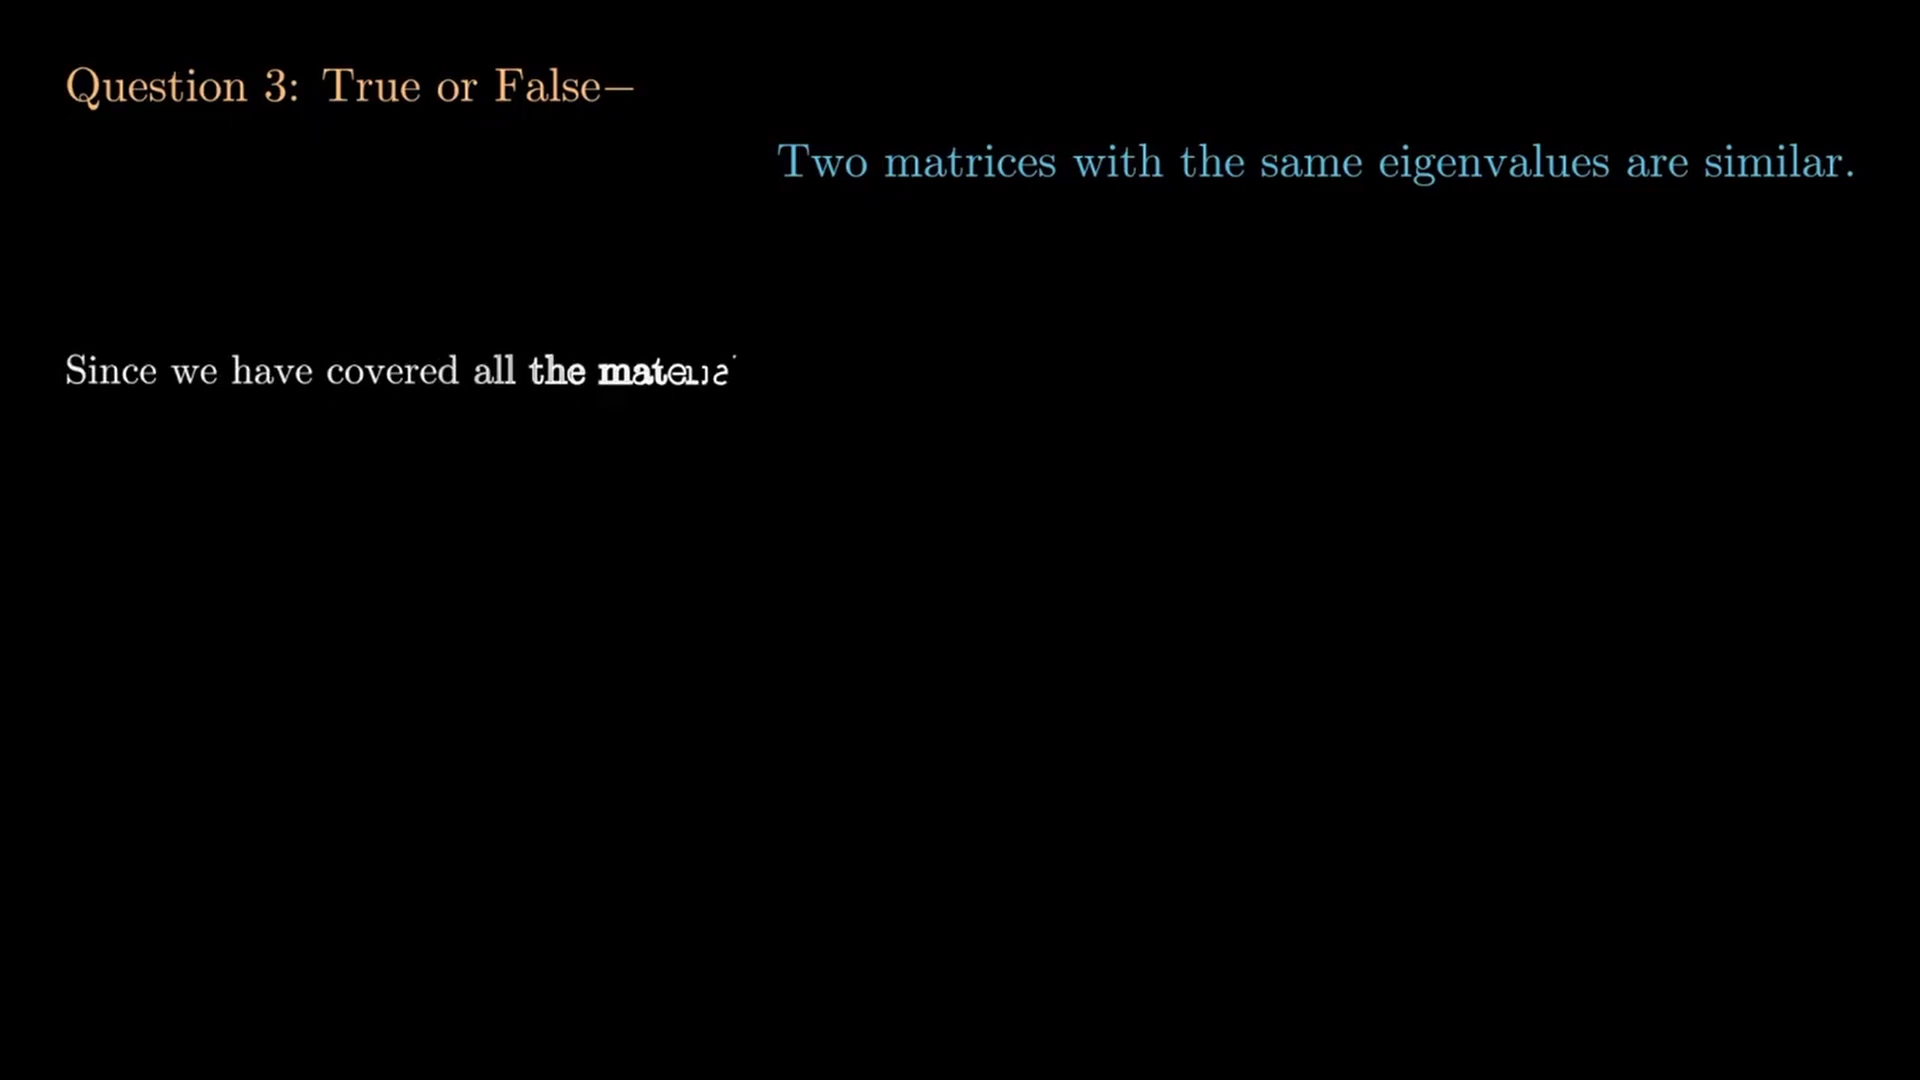 Question 3: True or False—
Two matrices with the same eigenvalues are similar.
Since we have covered all the